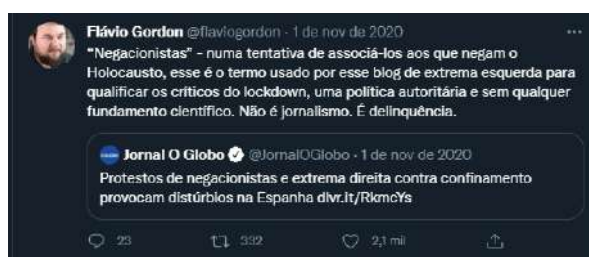 Flávio Gordon @flaviogordon · 1 de nov de 2020
“Negacionistas” - numa tentativa de associá-los aos que negam o
Holocausto, esse é o termo usado por esse blog de extrema esquerda para
qualificar os críticos do lockdown, uma política autoritária e sem qualquer
fundamento científico. Não é jornalismo. É delinquência.
Jornal O Globo @JornalOGlobo · 1 de nov de 2020
Protestos de negacionistas e extrema direita contra confinamento
provocam distúrbios na Espanha dlvr.it/RkmcYs
23 332 2,1 mil